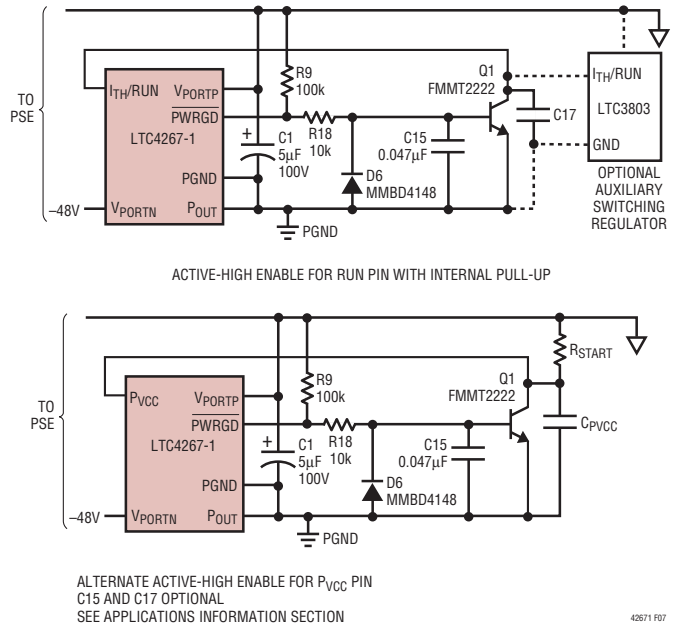 TO
PSE
ITH/RUN
VPORTP
PWRGD
LTC4267-1
PGND
–48V
VPORTN
POUT
R9
100k
R18
10k
+
C1
5µF
100V
D6
MMBD4148
C15
0.047µF
Q1
FMMT2222
C17
ITH/RUN
LTC3803
GND
OPTIONAL
AUXILIARY
SWITCHING
REGULATOR
PGND
ACTIVE-HIGH ENABLE FOR RUN PIN WITH INTERNAL PULL-UP
TO
PSE
PVCC
VPORTP
PWRGD
LTC4267-1
PGND
–48V
VPORTN
POUT
R9
100k
R18
10k
+
C1
5µF
100V
D6
MMBD4148
C15
0.047µF
Q1
FMMT2222
RSTART
CPVCC
PGND
ALTERNATE ACTIVE-HIGH ENABLE FOR PVCC PIN
C15 AND C17 OPTIONAL
SEE APPLICATIONS INFORMATION SECTION
42671 F07